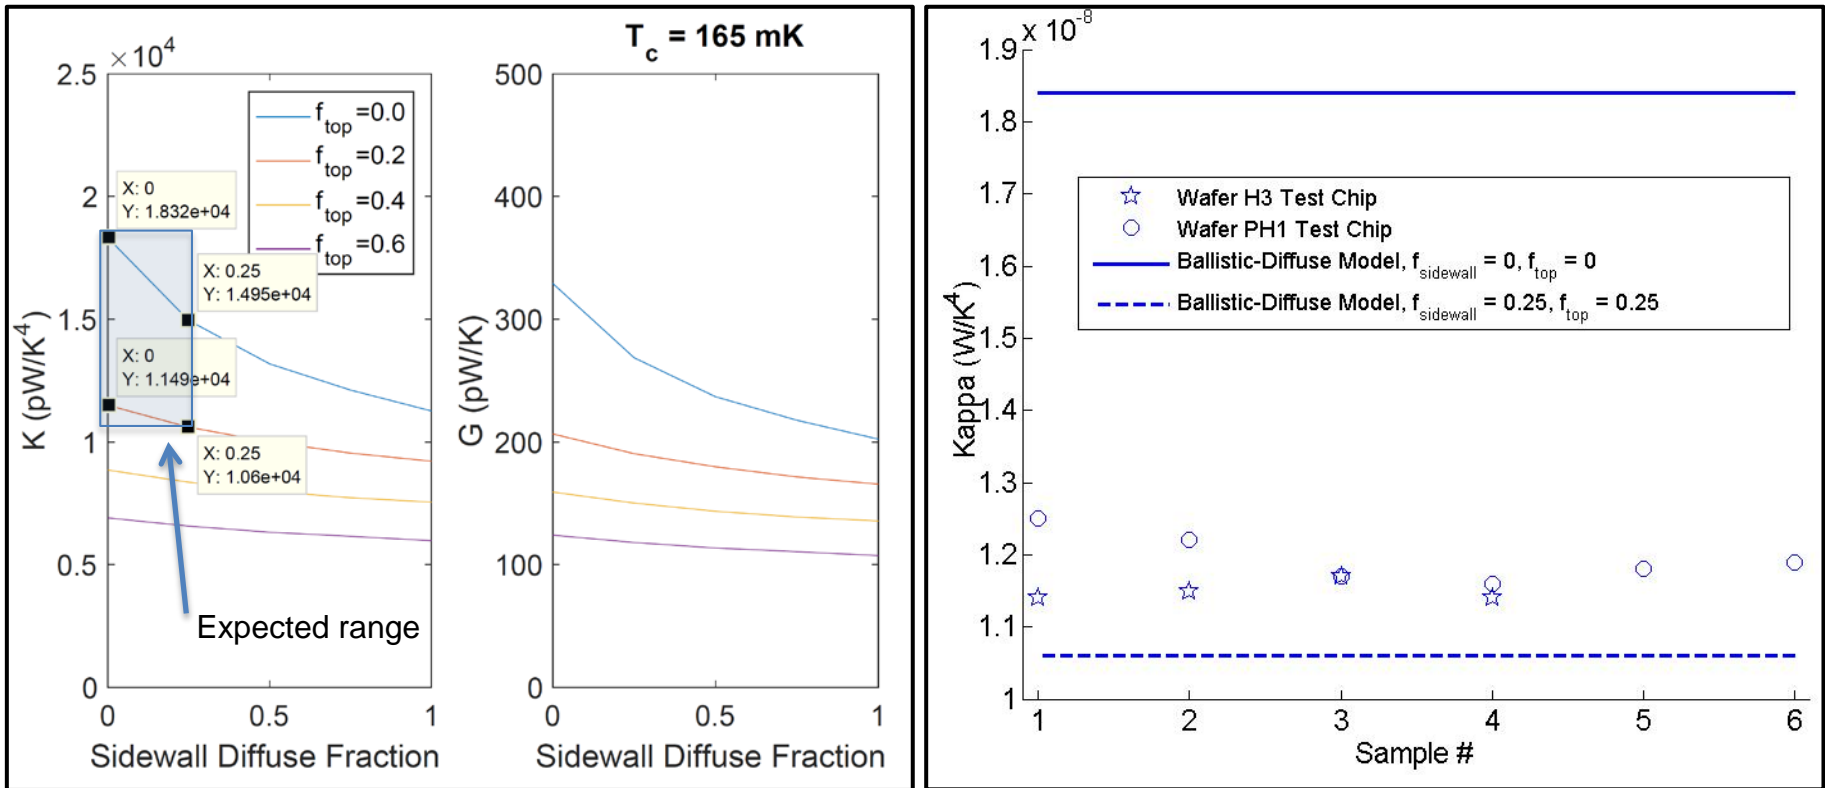 T_c = 165 mK
×10^4
2.5
2
1.5
1
0.5
0
K (pW/K^4)
f_top=0.0
f_top=0.2
f_top=0.4
f_top=0.6
X: 0
Y: 1.832e+04
X: 0.25
Y: 1.495e+04
X: 0
Y: 1.149e+04
X: 0.25
Y: 1.06e+04
Expected range
0
0.5
1
Sidewall Diffuse Fraction
500
400
300
200
100
0
G (pW/K)
0
0.5
1
Sidewall Diffuse Fraction
x 10^-8
1.9
1.8
1.7
1.6
1.5
1.4
1.3
1.2
1.1
1
Kappa (W/K^4)
Wafer H3 Test Chip
Wafer PH1 Test Chip
Ballistic-Diffuse Model, f_sidewall = 0, f_top = 0
Ballistic-Diffuse Model, f_sidewall = 0.25, f_top = 0.25
1
2
3
4
5
6
Sample #